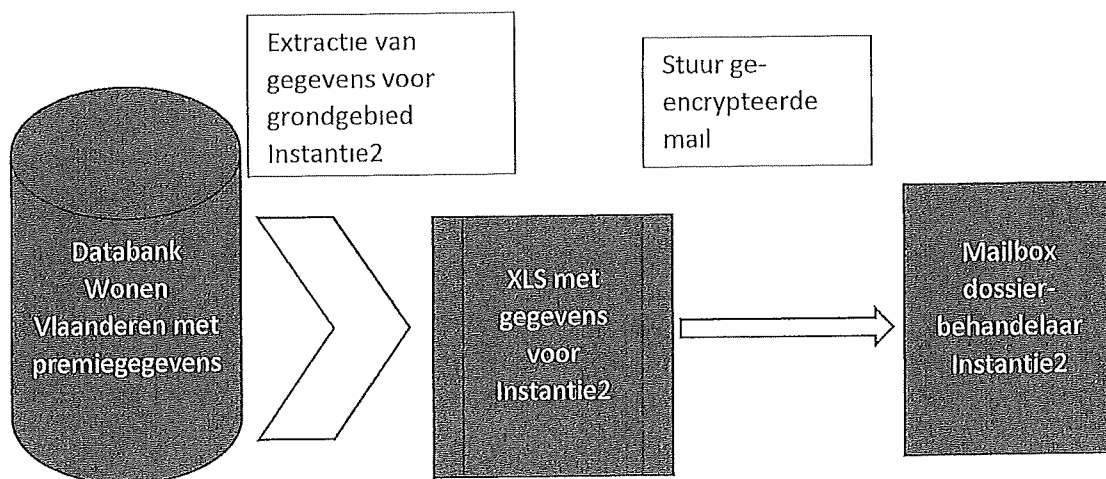 Extractie van
gegevens voor
grondgebied
Instantie2
Stuur ge-
encrypteerde
mail
Databank
Wonen
Vlaanderen met
premiegegevens
XLS met
gegevens
voor
Instantie2
Mailbox
dossier-
behandelaar
Instantie2